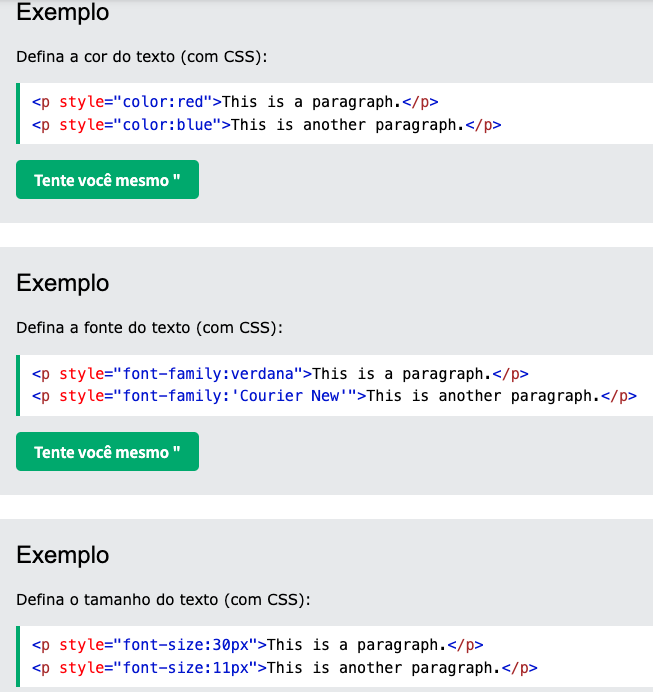 Exemplo
Defina a cor do texto (com CSS):
<p style="color:red">This is a paragraph.</p>
<p style="color:blue">This is another paragraph.</p>
Tente você mesmo "
Exemplo
Defina a fonte do texto (com CSS):
<p style="font-family:verdana">This is a paragraph.</p>
<p style="font-family:'Courier New'">This is another paragraph.</p>
Tente você mesmo "
Exemplo
Defina o tamanho do texto (com CSS):
<p style="font-size:30px">This is a paragraph.</p>
<p style="font-size:11px">This is another paragraph.</p>